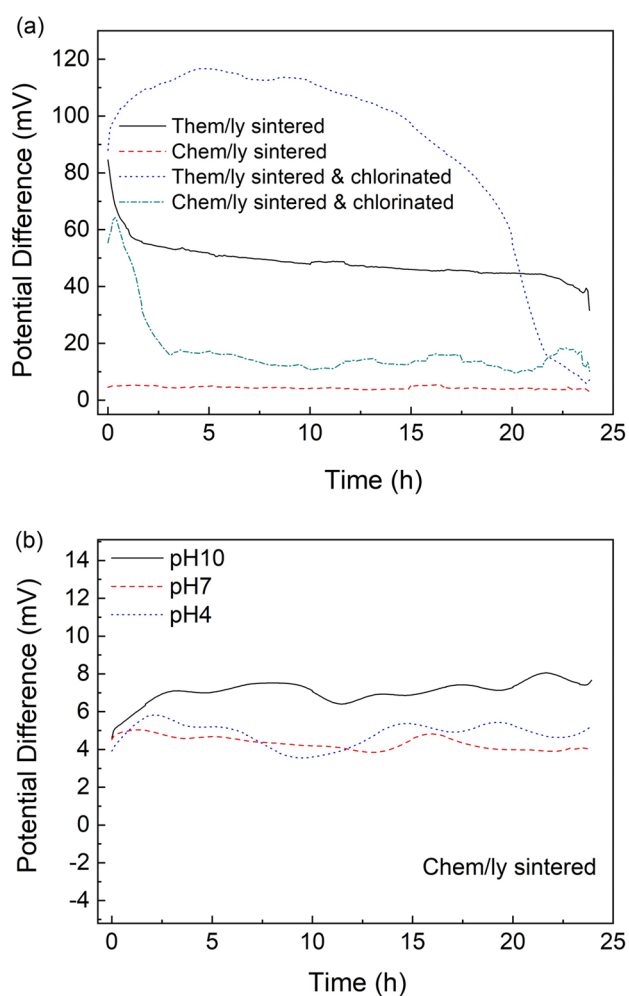 (a)
120
100
80
60
40
20
0
Potential Difference (mV)
Them/ly sintered
Chem/ly sintered
Them/ly sintered & chlorinated
Chem/ly sintered & chlorinated
0 5 10 15 20 25
Time (h)
(b)
14
12
10
8
6
4
2
0
-2
-4
Potential Difference (mV)
pH10
pH7
pH4
Chem/ly sintered
0 5 10 15 20 25
Time (h)